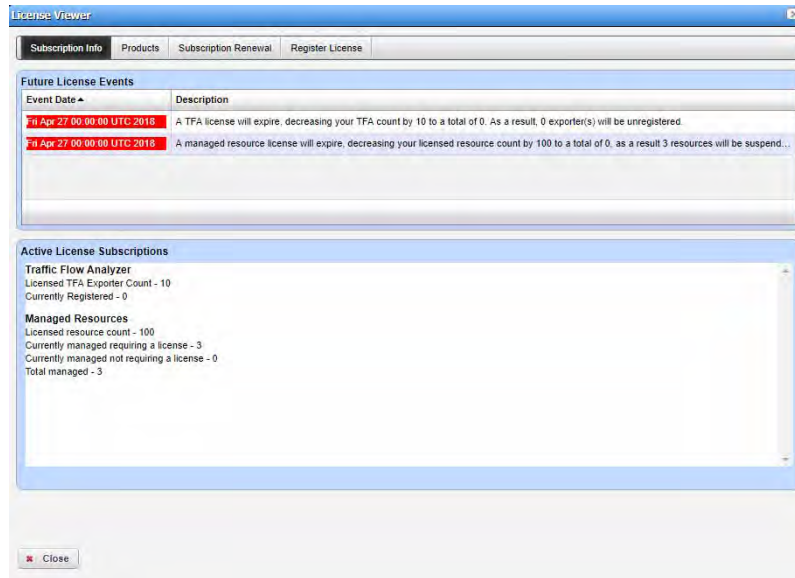 License Viewer
Subscription Info Products Subscription Renewal Register License
Future License Events
Event Date Description
Fri Apr 27 00:00:00 UTC 2018 A TFA license will expire, decreasing your TFA count by 10 to a total of 0. As a result, 0 exporter(s) will be unregistered.
Fri Apr 27 00:00:00 UTC 2018 A managed resource license will expire, decreasing your licensed resource count by 100 to a total of 0, as a result 3 resources will be suspend...
Active License Subscriptions
Traffic Flow Analyzer
Licensed TFA Exporter Count - 10
Currently Registered - 0
Managed Resources
Licensed resource count - 100
Currently managed requiring a license - 3
Currently managed not requiring a license - 0
Total managed - 3
Close